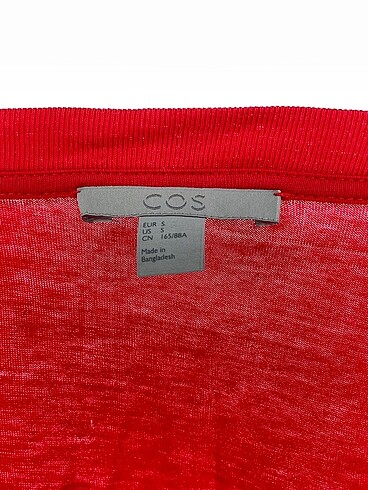 COS
EUR S
US S
CN 165/88A
Made in
Bangladesh